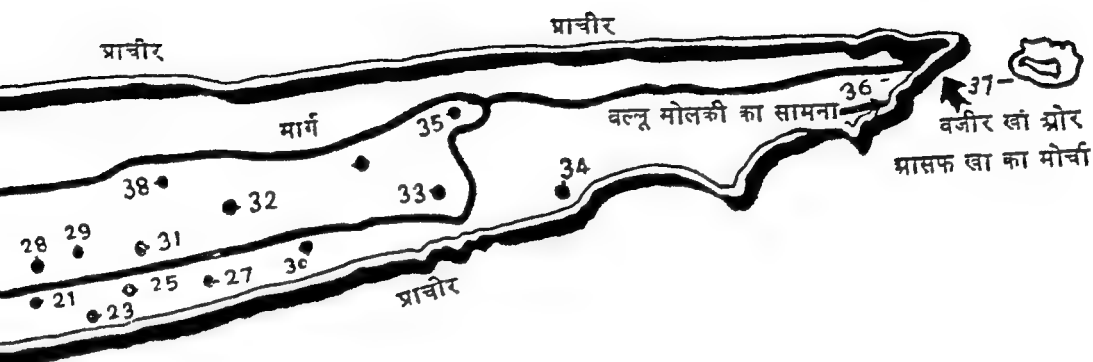 प्राचीर
प्राचीर
मार्ग
35
36
37
वल्नू मोलकी का सामना
वजीर खां ओर
आसफ खा का मोर्चा
38
32
33
34
28
29
31
30
21
25
27
23
प्राचोर